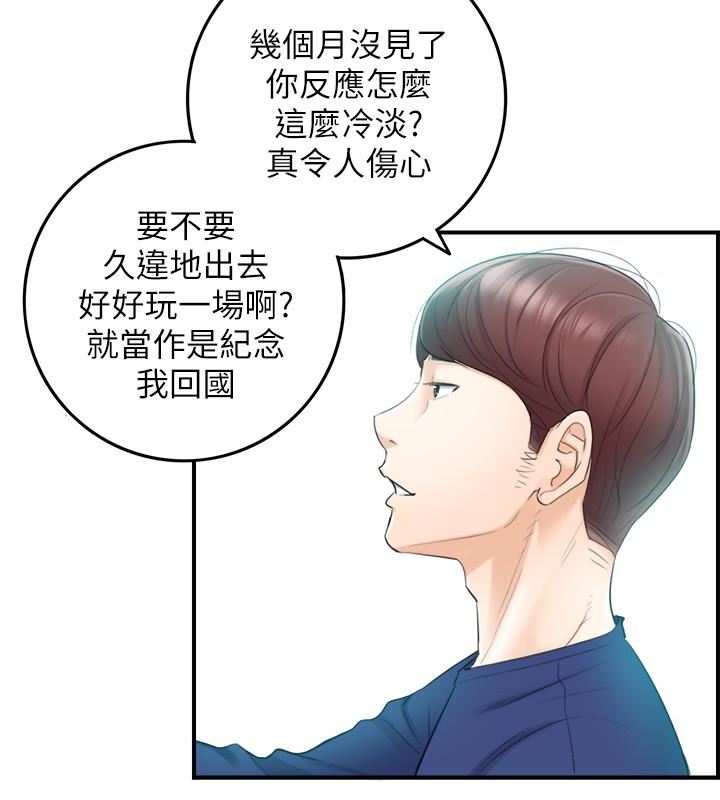 幾個月沒見了
你反應怎麼
這麼冷淡?
真令人傷心
要不要
久違地出去
好好玩一場啊?
就當作是紀念
我回國